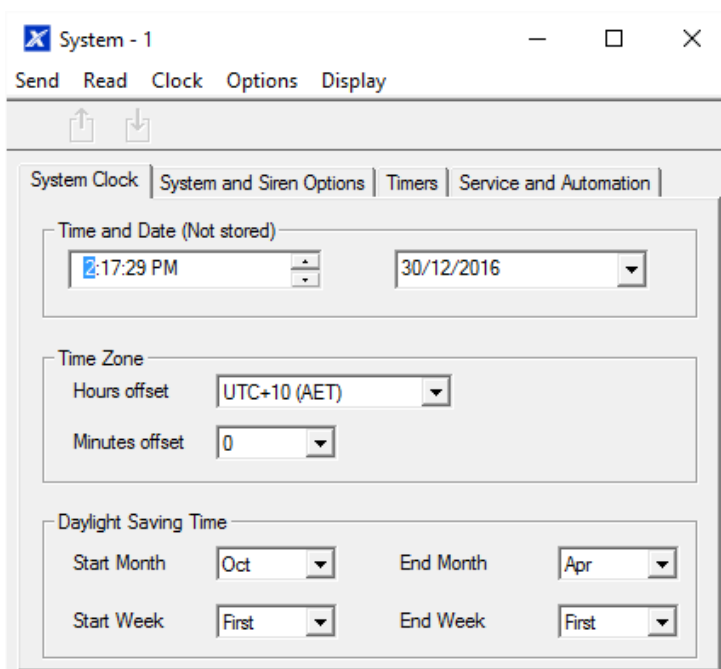 System - 1
Send Read Clock Options Display
System Clock System and Siren Options Timers Service and Automation
Time and Date (Not stored)
2:17:29 PM 30/12/2016
Time Zone
Hours offset UTC+10 (AET)
Minutes offset 0
Daylight Saving Time
Start Month Oct End Month Apr
Start Week First End Week First